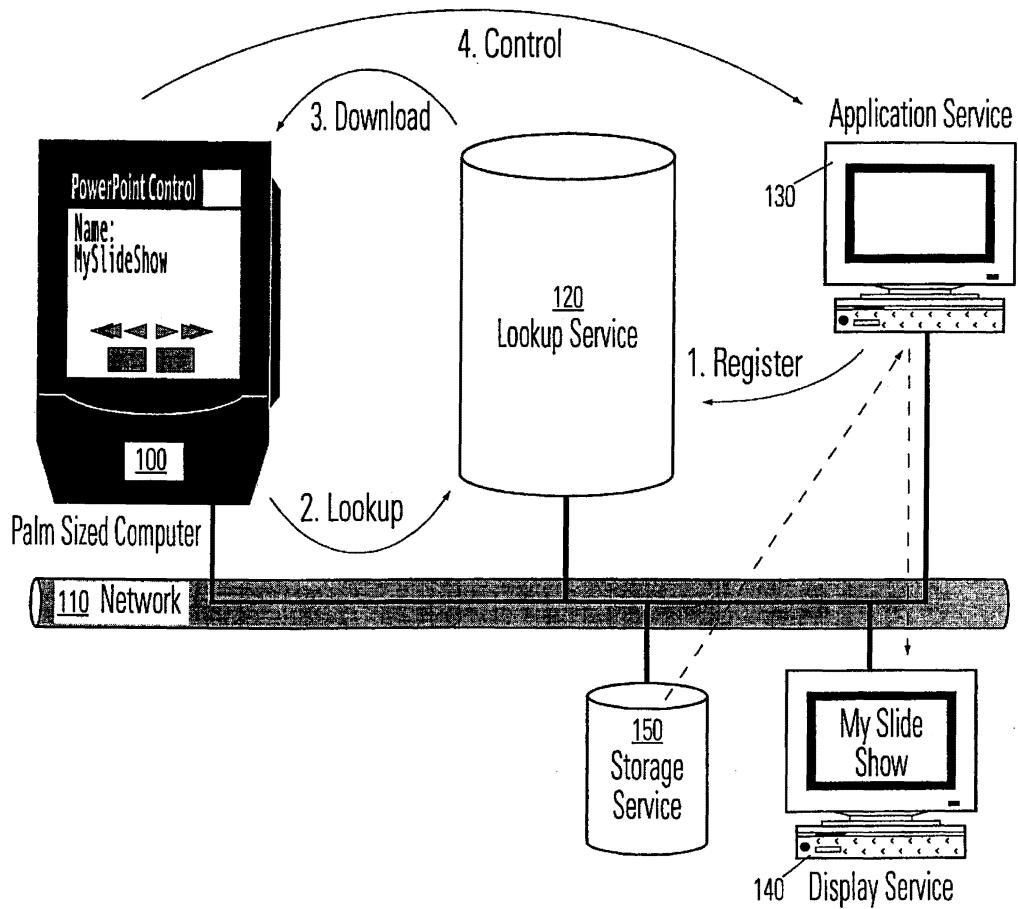 4. Control
3. Download
Application Service
130
PowerPoint Control
Name:
MySlideShow
120
Lookup Service
1. Register
100
2. Lookup
Palm Sized Computer
110 Network
150
Storage
Service
My Slide
Show
140
Display Service